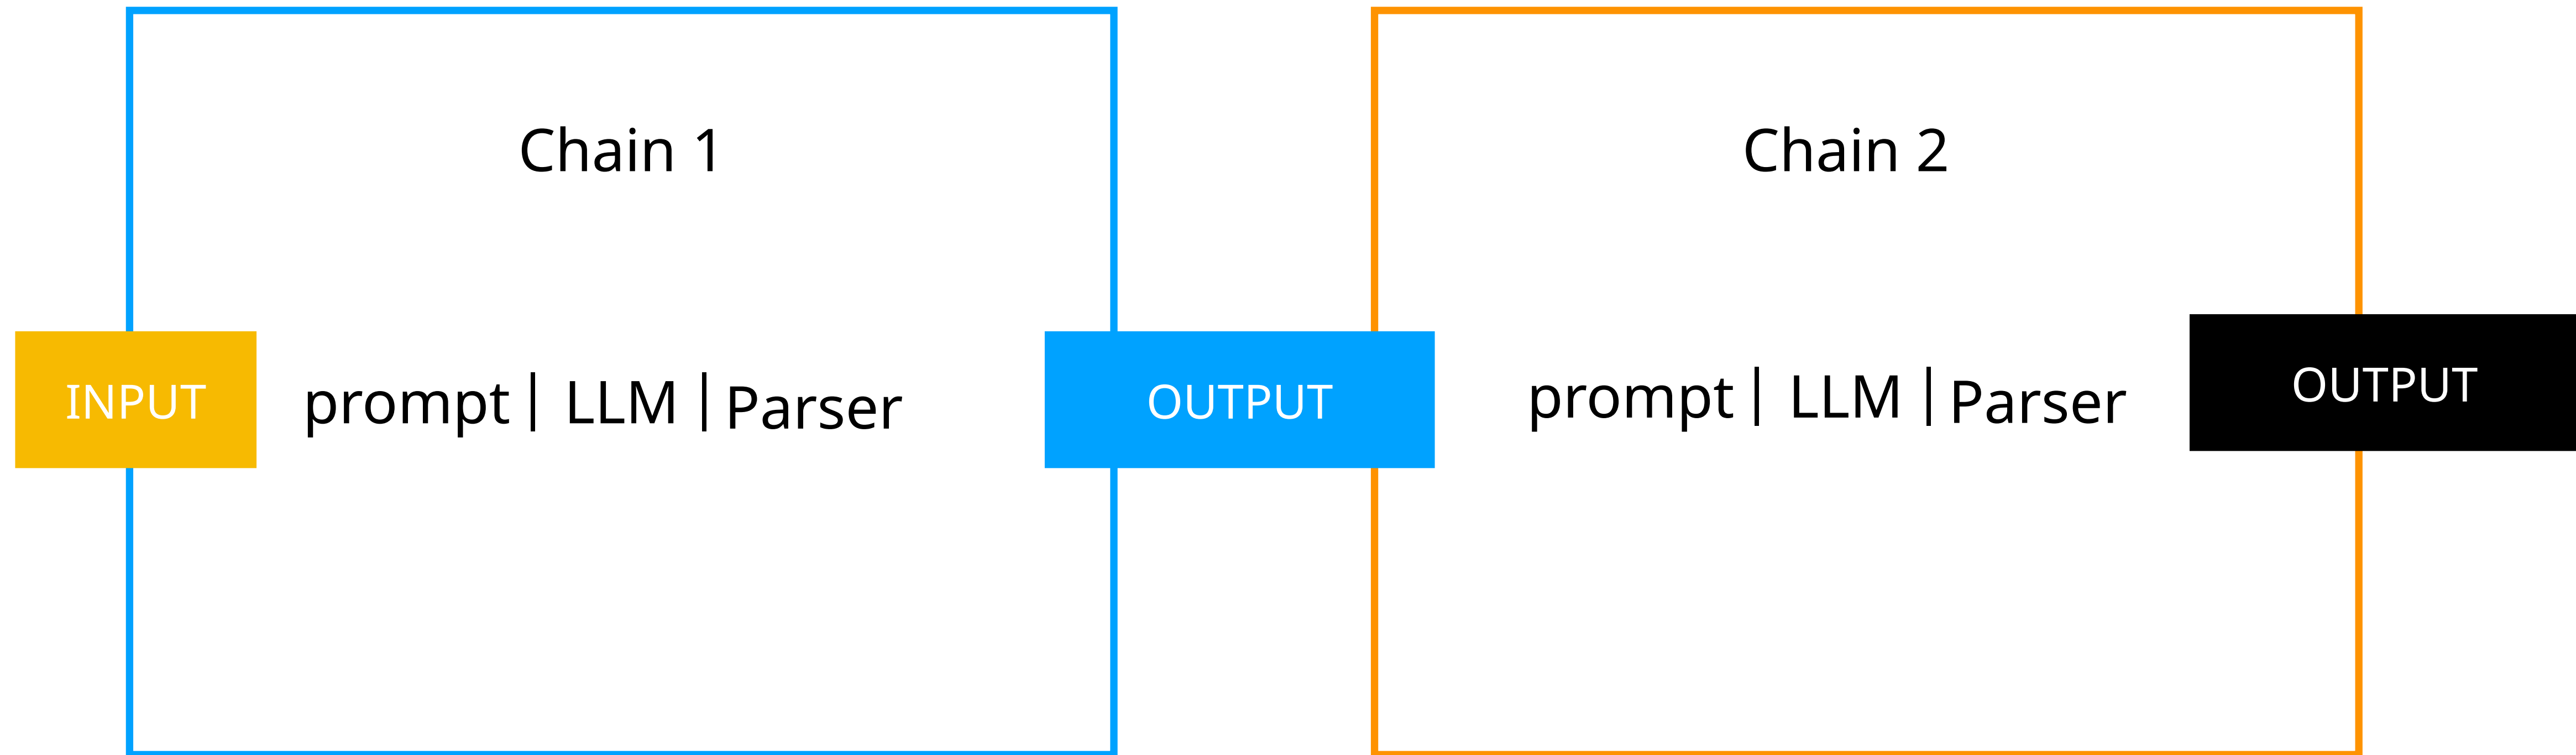 Chain 1
Chain 2
INPUT
prompt | LLM | Parser
OUTPUT
prompt | LLM | Parser
OUTPUT